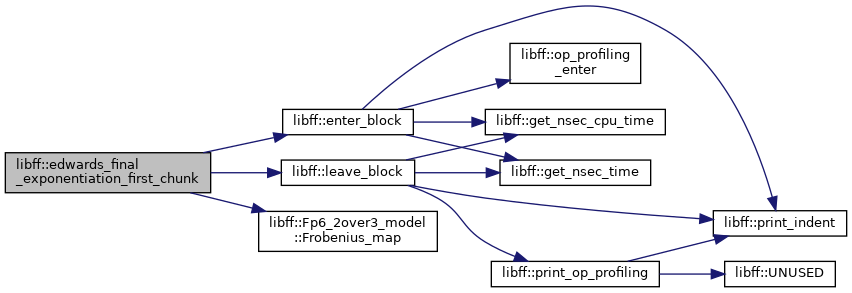 libff::edwards_final
_exponentiation_first_chunk
libff::enter_block
libff::leave_block
libff::Fp6_2over3_model
::Frobenius_map
libff::op_profiling
_enter
libff::get_nsec_cpu_time
libff::get_nsec_time
libff::print_op_profiling
libff::print_indent
libff::UNUSED